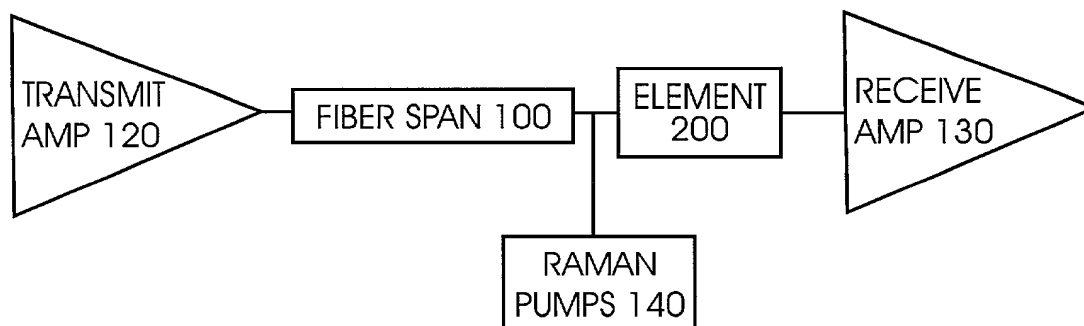 TRANSMIT
AMP 120
FIBER SPAN 100
ELEMENT
200
RECEIVE
AMP 130
RAMAN
PUMPS 140